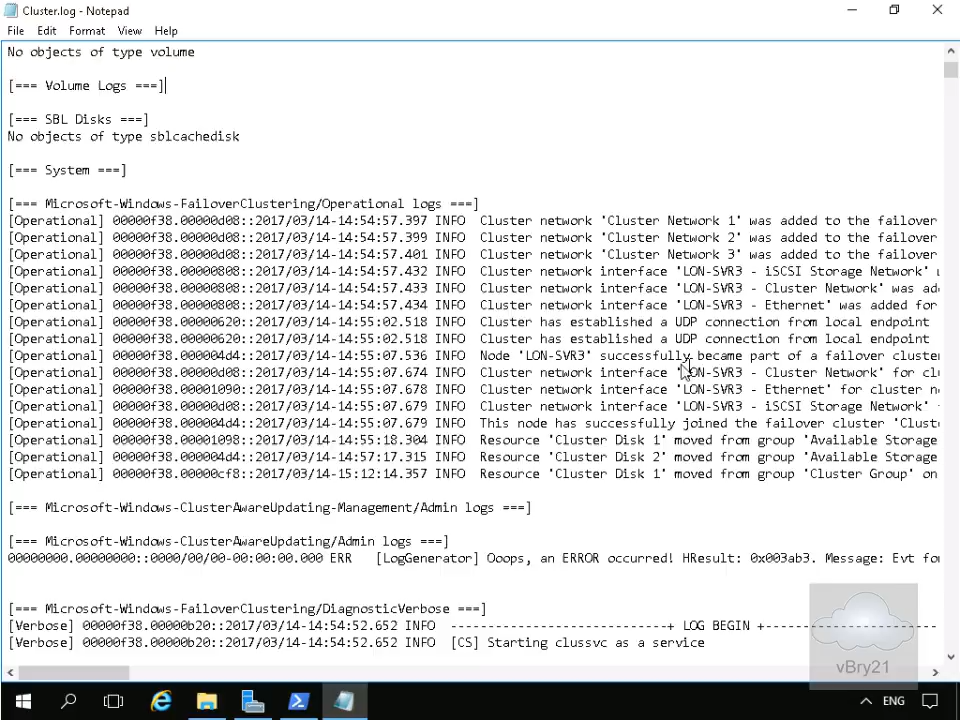 Cluster.log - Notepad
File Edit Format View Help
No objects of type volume
[=== Volume Logs ===]
[=== SBL Disks ===]
No objects of type sblcachedisk
[=== System ===]
[=== Microsoft-Windows-FailoverClustering/Operational logs ===]
[Operational] 00000f38.00000d08::2017/03/14-14:54:57.397 INFO  Cluster network 'Cluster Network 1' was added to the failover
[Operational] 00000f38.00000d08::2017/03/14-14:54:57.399 INFO  Cluster network 'Cluster Network 2' was added to the failover
[Operational] 00000f38.00000d08::2017/03/14-14:54:57.401 INFO  Cluster network 'Cluster Network 3' was added to the failover
[Operational] 00000f38.00000808::2017/03/14-14:54:57.432 INFO  Cluster network interface 'LON-SVR3 - iSCSI Storage Network'
[Operational] 00000f38.00000808::2017/03/14-14:54:57.433 INFO  Cluster network interface 'LON-SVR3 - Cluster Network' was ad
[Operational] 00000f38.00000808::2017/03/14-14:54:57.434 INFO  Cluster network interface 'LON-SVR3 - Ethernet' was added for
[Operational] 00000f38.00000620::2017/03/14-14:55:02.518 INFO  Cluster has established a UDP connection from local endpoint
[Operational] 00000f38.00000620::2017/03/14-14:55:02.518 INFO  Cluster has established a UDP connection from local endpoint
[Operational] 00000f38.000004d4::2017/03/14-14:55:07.536 INFO  Node 'LON-SVR3' successfully became part of a failover cluster
[Operational] 00000f38.00000d08::2017/03/14-14:55:07.674 INFO  Cluster network interface 'LON-SVR3 - Cluster Network' for cl
[Operational] 00000f38.00001090::2017/03/14-14:55:07.678 INFO  Cluster network interface 'LON-SVR3 - Ethernet' for cluster n
[Operational] 00000f38.00000d08::2017/03/14-14:55:07.679 INFO  Cluster network interface 'LON-SVR3 - iSCSI Storage Network'
[Operational] 00000f38.000004d4::2017/03/14-14:55:07.679 INFO  This node has successfully joined the failover cluster 'Clust
[Operational] 00000f38.00001098::2017/03/14-14:55:18.304 INFO  Resource 'Cluster Disk 1' moved from group 'Available Storage
[Operational] 00000f38.000004d4::2017/03/14-14:57:17.315 INFO  Resource 'Cluster Disk 2' moved from group 'Available Storage
[Operational] 00000f38.00000cf8::2017/03/14-15:12:14.357 INFO  Resource 'Cluster Disk 1' moved from group 'Cluster Group' on
[=== Microsoft-Windows-ClusterAwareUpdating-Management/Admin logs ===]
[=== Microsoft-Windows-ClusterAwareUpdating/Admin logs ===]
00000000.00000000::0000/00/00-00:00:00.000 ERR   [LogGenerator] Ooops, an ERROR occurred! HResult: 0x003ab3. Message: Evt fo
[=== Microsoft-Windows-FailoverClustering/DiagnosticVerbose ===]
[Verbose] 00000f38.00000b20::2017/03/14-14:54:52.652 INFO  -----------------------------+ LOG BEGIN +-----------------------
[Verbose] 00000f38.00000b20::2017/03/14-14:54:52.652 INFO  [CS] Starting clussvc as a service
vBry21
ENG